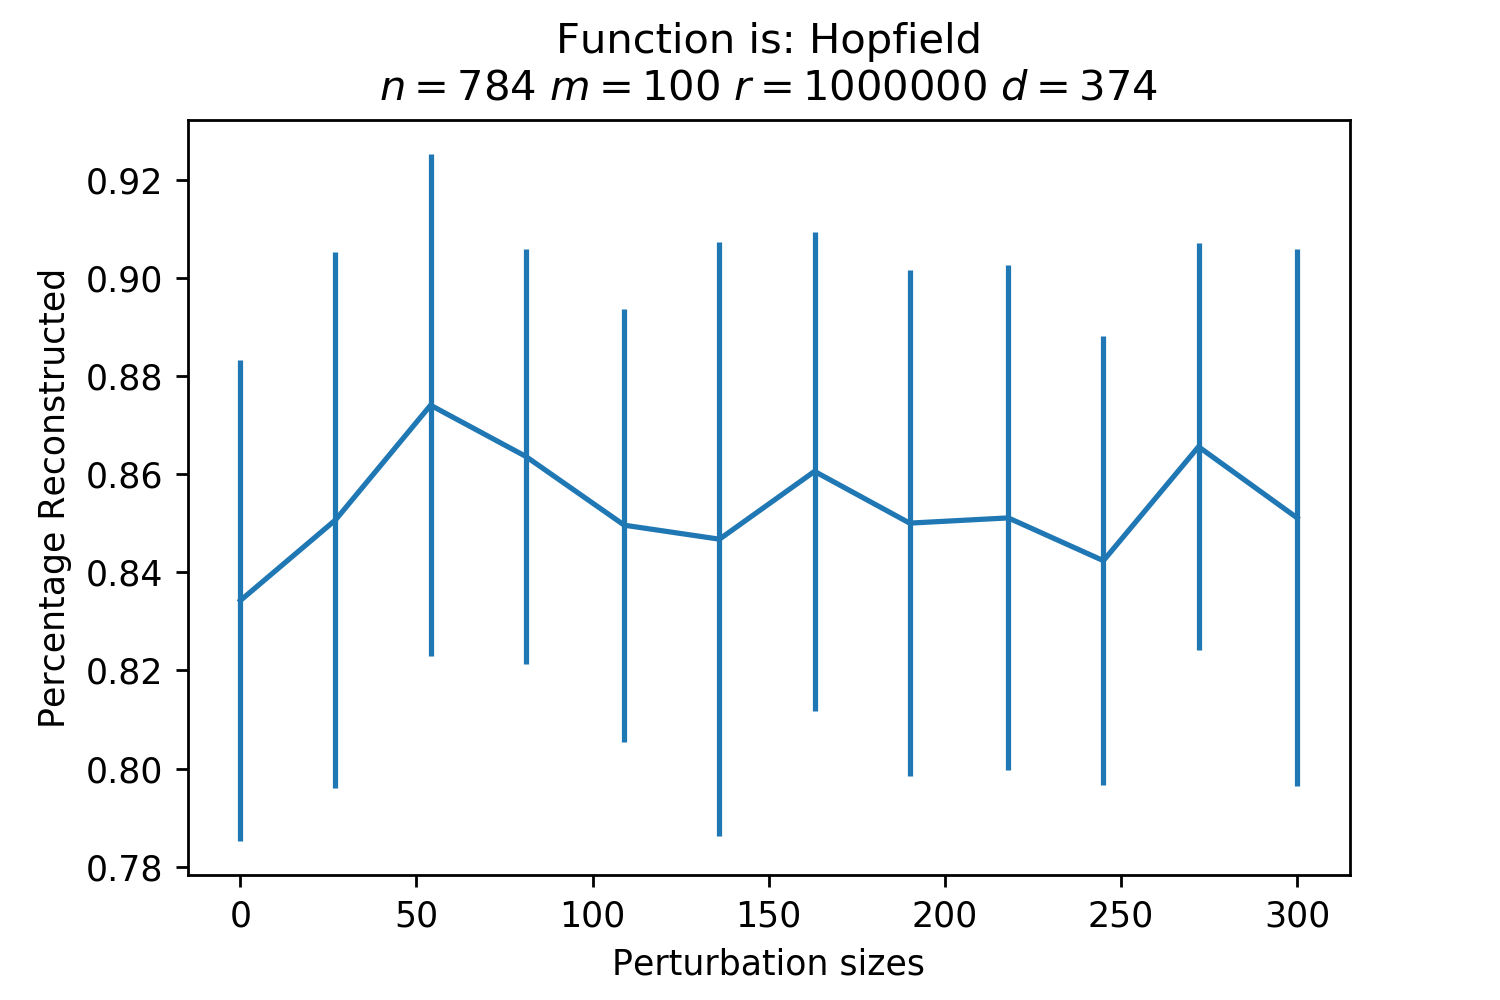 Function is: Hopfield
n = 784 m = 100 r = 1000000 d = 374
Percentage Reconstructed
0.92
0.90
0.88
0.86
0.84
0.82
0.80
0.78
0 50 100 150 200 250 300
Perturbation sizes